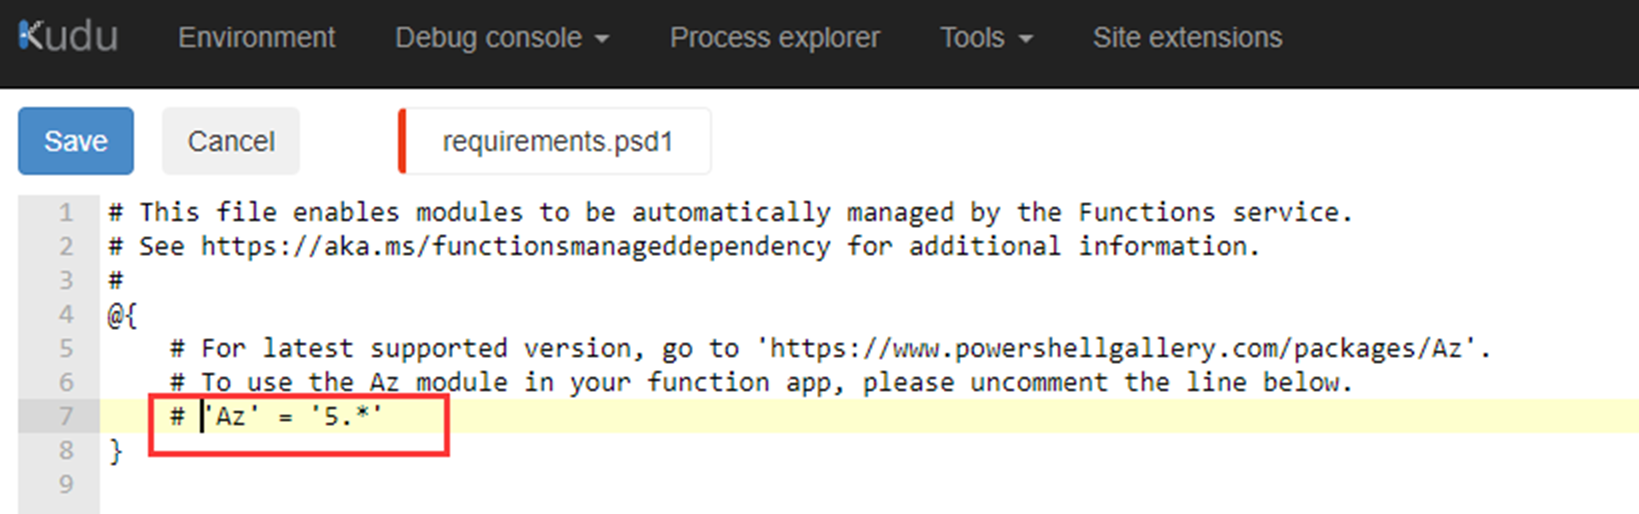 Kudu Environment Debug console Process explorer Tools Site extensions
Save Cancel requirements.psd1
1 # This file enables modules to be automatically managed by the Functions service.
2 # See https://aka.ms/functionsmanageddependency for additional information.
3 #
4 @{
5 # For latest supported version, go to 'https://www.powershellgallery.com/packages/Az'.
6 # To use the Az module in your function app, please uncomment the line below.
7 # 'Az' = '5.*'
8 }
9